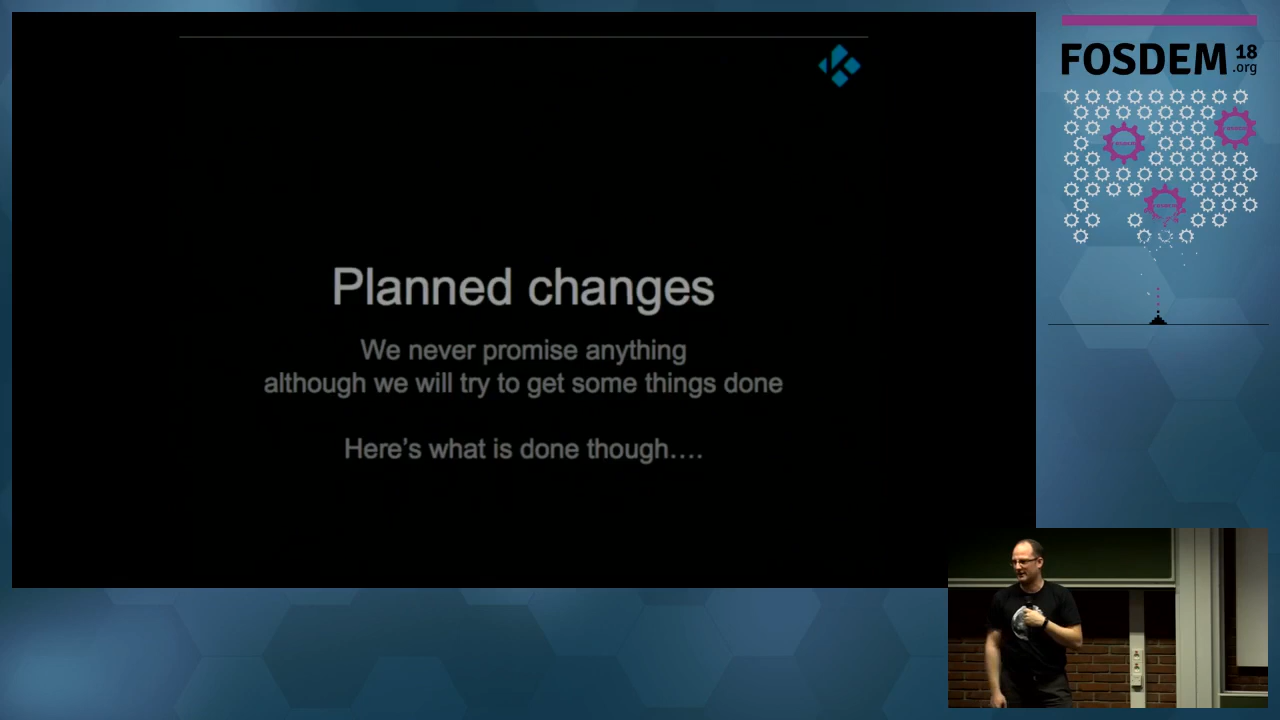 Planned changes
We never promise anything
although we will try to get some things done
Here’s what is done though….
FOSDEM 18
.org